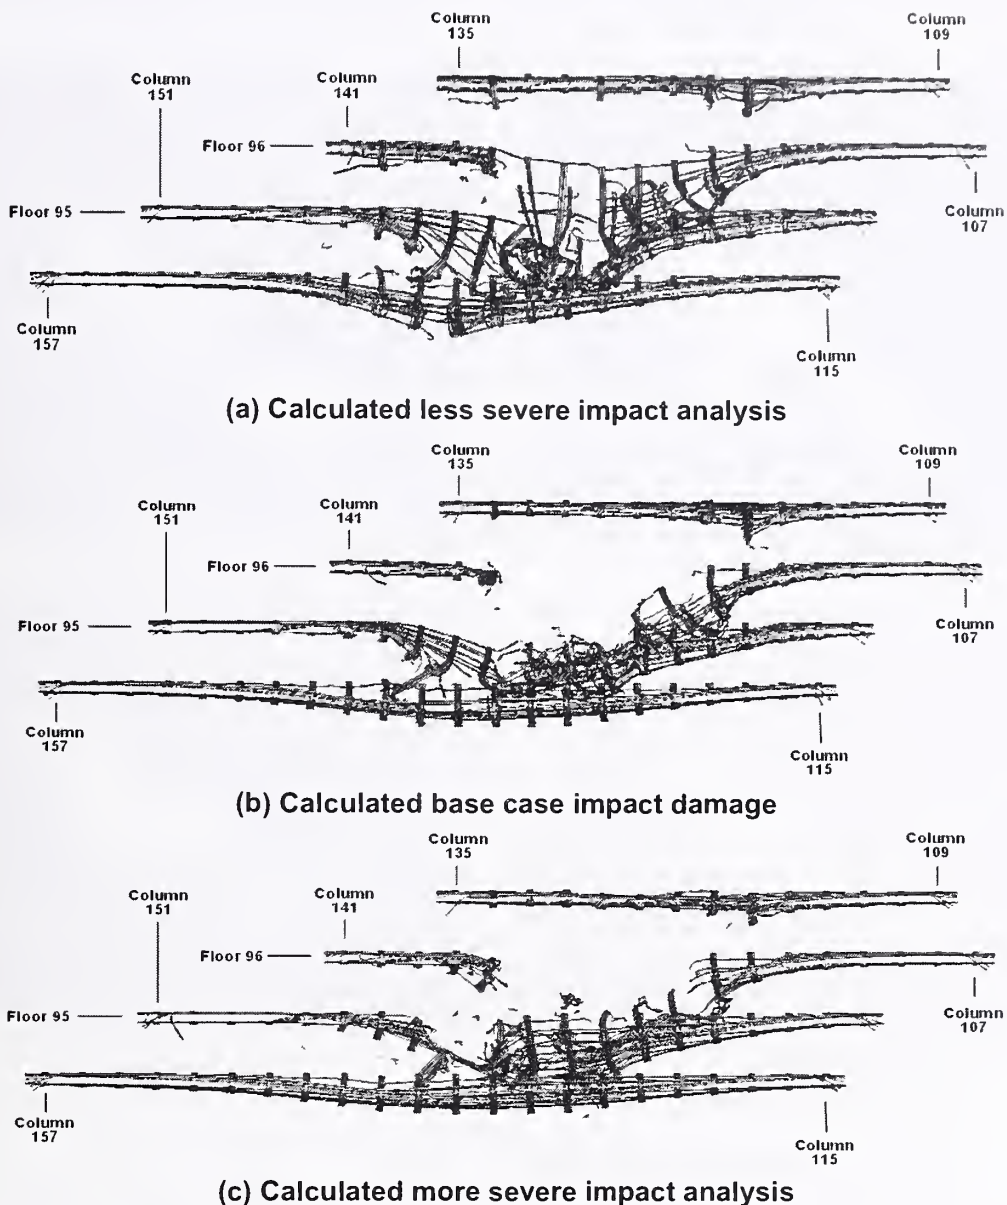 Column
135
Column
109
Column
151
Column
141
Floor 96
Floor 95
Column
107
Column
157
Column
115
(a) Calculated less severe impact analysis
Column
135
Column
109
Column
151
Column
141
Floor 96
Floor 95
Column
107
Column
157
Column
115
(b) Calculated base case impact damage
Column
135
Column
109
Column
151
Column
141
Floor 96
Floor 95
Column
107
Column
157
Column
115
(c) Calculated more severe impact analysis